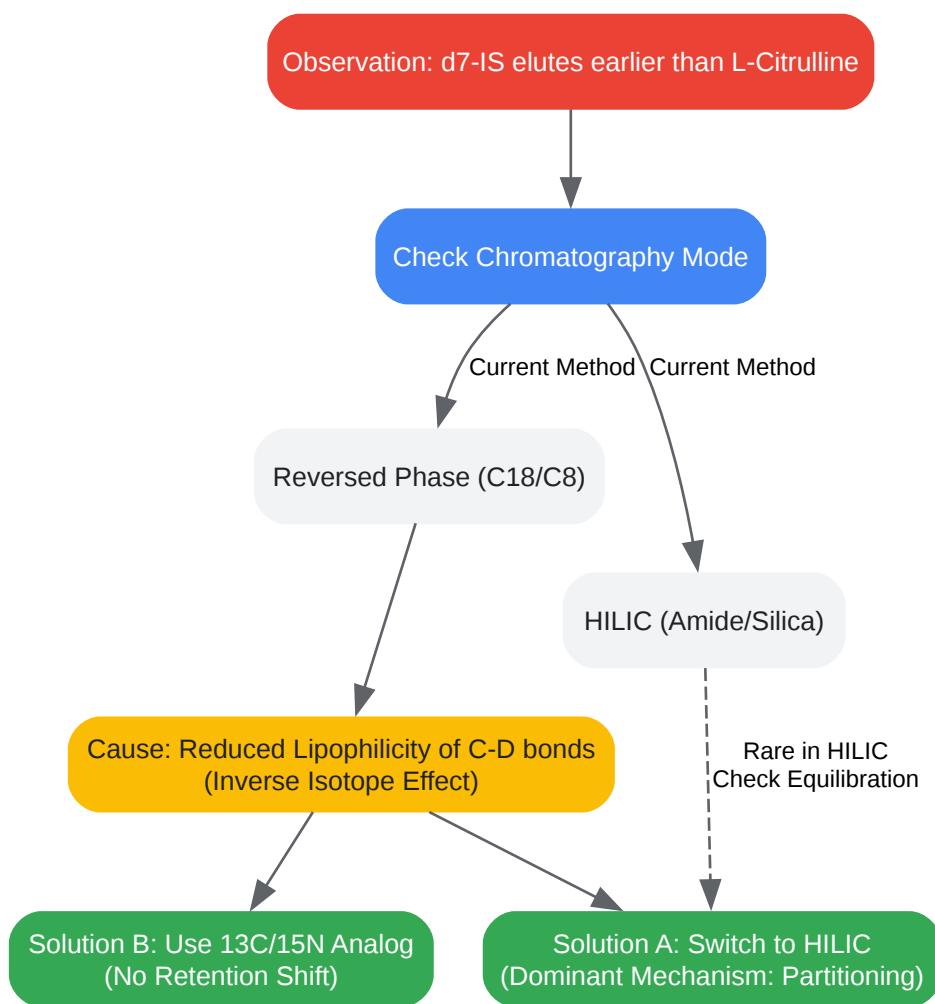 Observation: d7-IS elutes earlier than L-Citrulline
Check Chromatography Mode
Current Method
Current Method
Reversed Phase (C18/C8)
HILIC (Amide/Silica)
Cause: Reduced Lipophilicity of C-D bonds
(Inverse Isotope Effect)
Rare in HILIC
Check Equilibration
Solution B: Use 13C/15N Analog
(No Retention Shift)
Solution A: Switch to HILIC
(Dominant Mechanism: Partitioning)